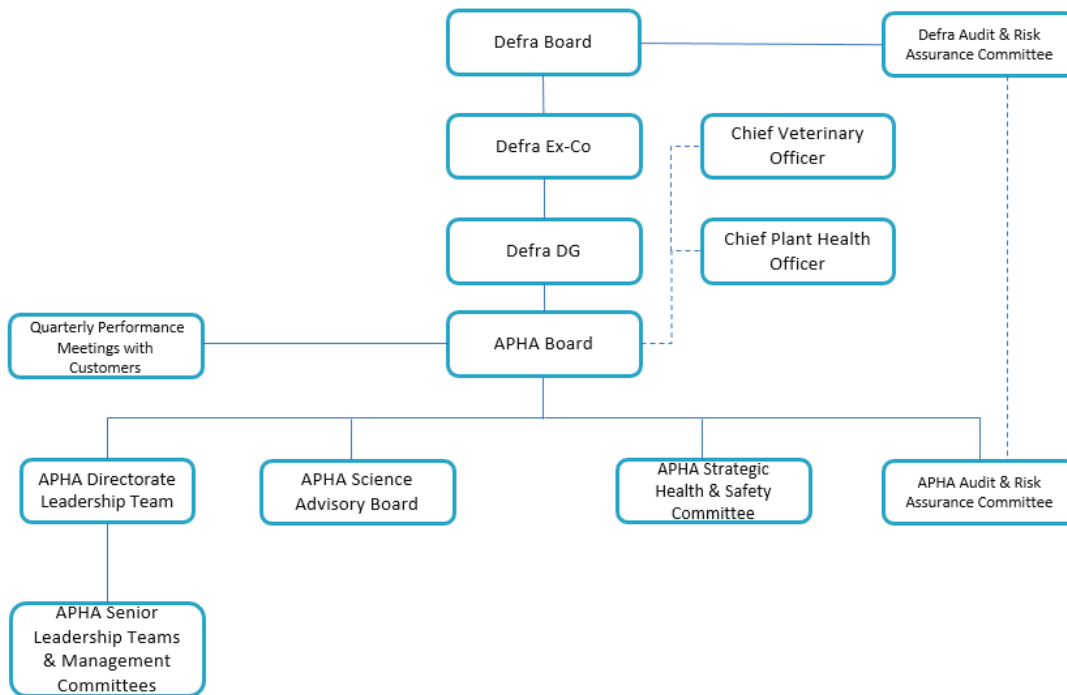 Defra Board
Defra Audit & Risk
Assurance Committee
Defra Ex-Co
Chief Veterinary
Officer
Defra DG
Chief Plant Health
Officer
Quarterly Performance
Meetings with
Customers
APHA Board
APHA Directorate
Leadership Team
APHA Science
Advisory Board
APHA Strategic
Health & Safety
Committee
APHA Audit & Risk
Assurance Committee
APHA Senior
Leadership Teams
& Management
Committees